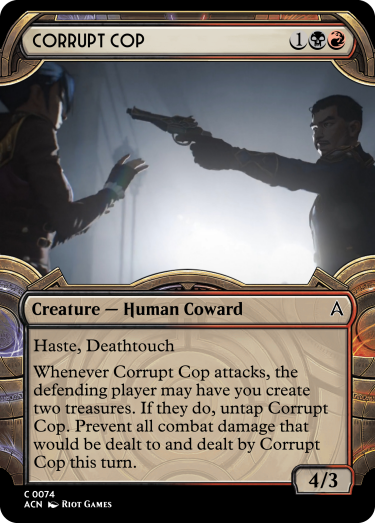 CORRUPT COP 1
Creature — Human Coward A
Haste, Deathtouch
Whenever Corrupt Cop attacks, the
defending player may have you create
two treasures. If they do, untap Corrupt
Cop. Prevent all combat damage that
would be dealt to and dealt by Corrupt
Cop this turn.
4/3
C 0074
ACN RIOT GAMES